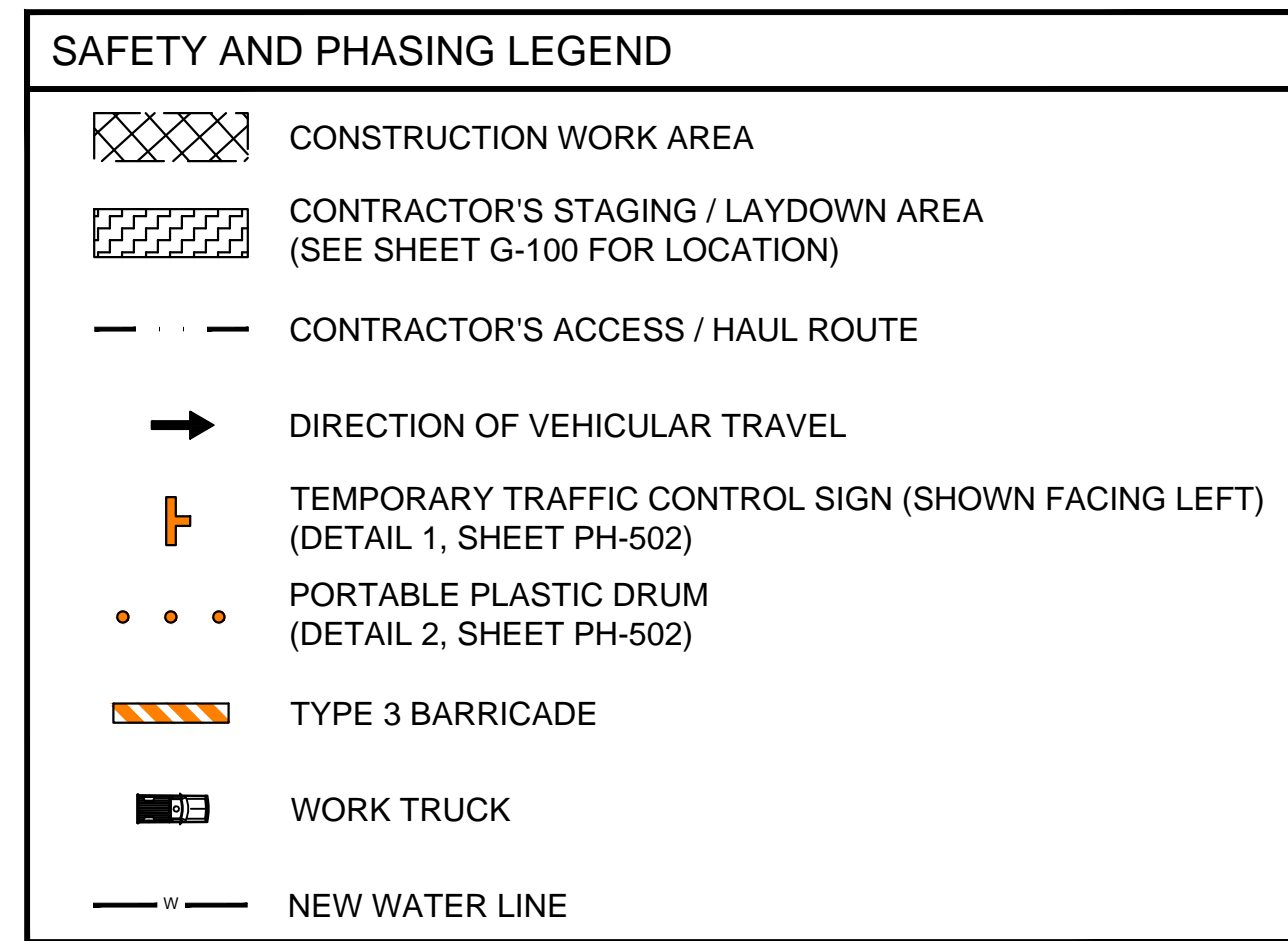 SAFETY AND PHASING LEGEND
CONSTRUCTION WORK AREA
CONTRACTOR'S STAGING / LAYDOWN AREA
(SEE SHEET G-100 FOR LOCATION)
CONTRACTOR'S ACCESS / HAUL ROUTE
DIRECTION OF VEHICULAR TRAVEL
TEMPORARY TRAFFIC CONTROL SIGN (SHOWN FACING LEFT)
(DETAIL 1, SHEET PH-502)
PORTABLE PLASTIC DRUM
(DETAIL 2, SHEET PH-502)
TYPE 3 BARRICADE
WORK TRUCK
W NEW WATER LINE